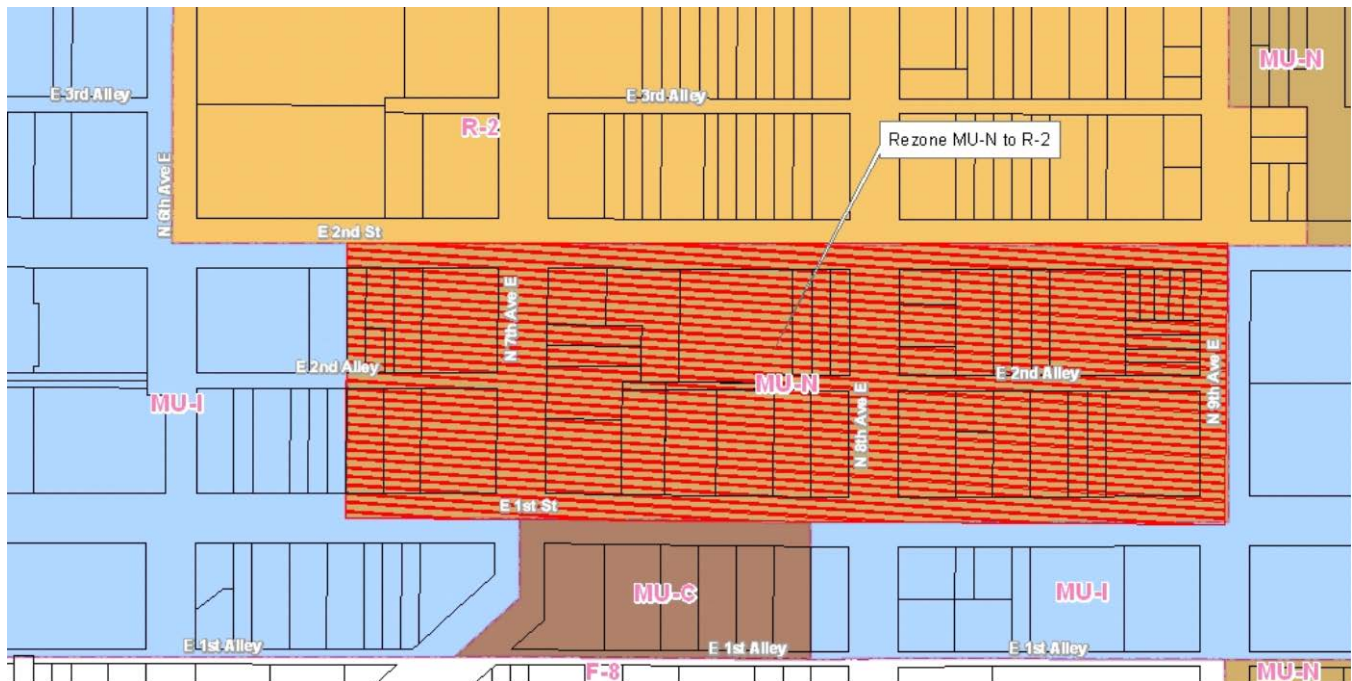 MU-N
E 3rd Alley
E 3rd Alley
R-2
Rezone MU-N to R-2
N 6th Ave E
E 2nd St
N 7th Ave E
E 2nd Alley
MU-N
E 2nd Alley
N 9th Ave E
MU-I
N 8th Ave E
E 1st St
MU-C
MU-I
E 1st Alley
E 1st Alley
E 1st Alley
F-8
MU-N